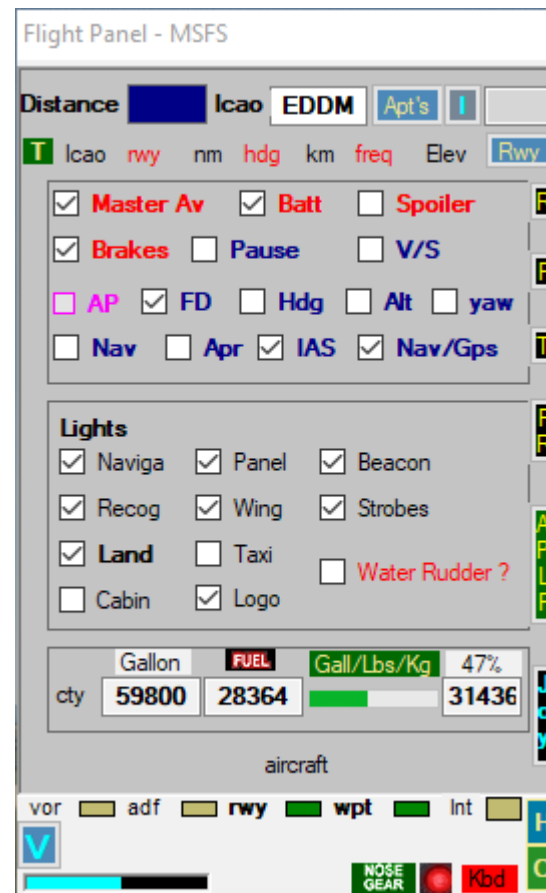 Flight Panel - MSFS
Distance Icao EDDM Apt's I
T Icao rwy nm hdg km freq Elev Rwy
Master Av Batt Spoiler
Brakes Pause V/S
AP FD Hdg Alt yaw
Nav Apr IAS Nav/Gps
Lights
Naviga Panel Beacon
Recog Wing Strobes
Land Taxi
Water Rudder ?
Cabin Logo
Gallon FUEL Gall/Lbs/Kg 47%
cty 59800 28364 31436
aircraft
vor adf rwy wpt Int
V
NOSE GEAR Kbd